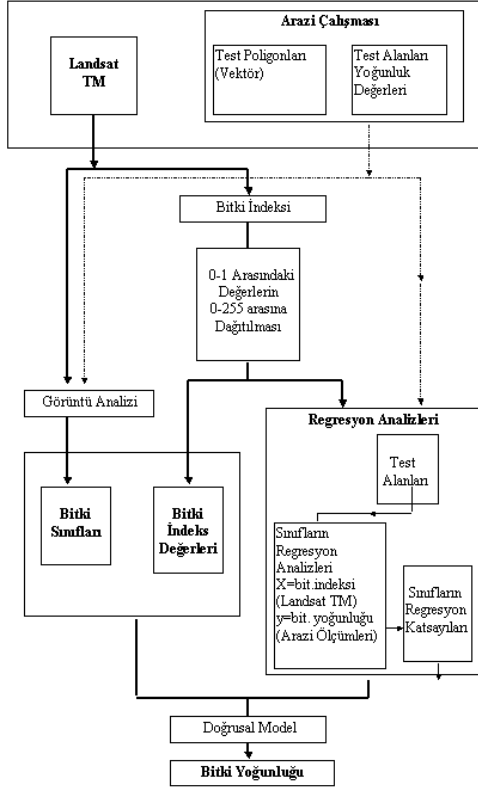 Arazi Çalışması
Landsat
TM
Test Poligonları
(Vektör)
Test Alanları
Yoğunluk
Değerleri
Bitki İndeksi
0-1 Arasındaki
Değerlerin
0-255 arasına
Dağıtılması
Görüntü Analizi
Regresyon Analizleri
Test
Alanları
Bitki
Sınıfları
Bitki
İndeks
Değerleri
Sınıfların
Regresyon
Analizleri
X=bit.indeksi
(Landsat TM)
y=bit. yoğunluğu
(Arazi Ölçümleri)
Sınıfların
Regresyon
Katsayıları
Doğrusal Model
Bitki Yoğunluğu